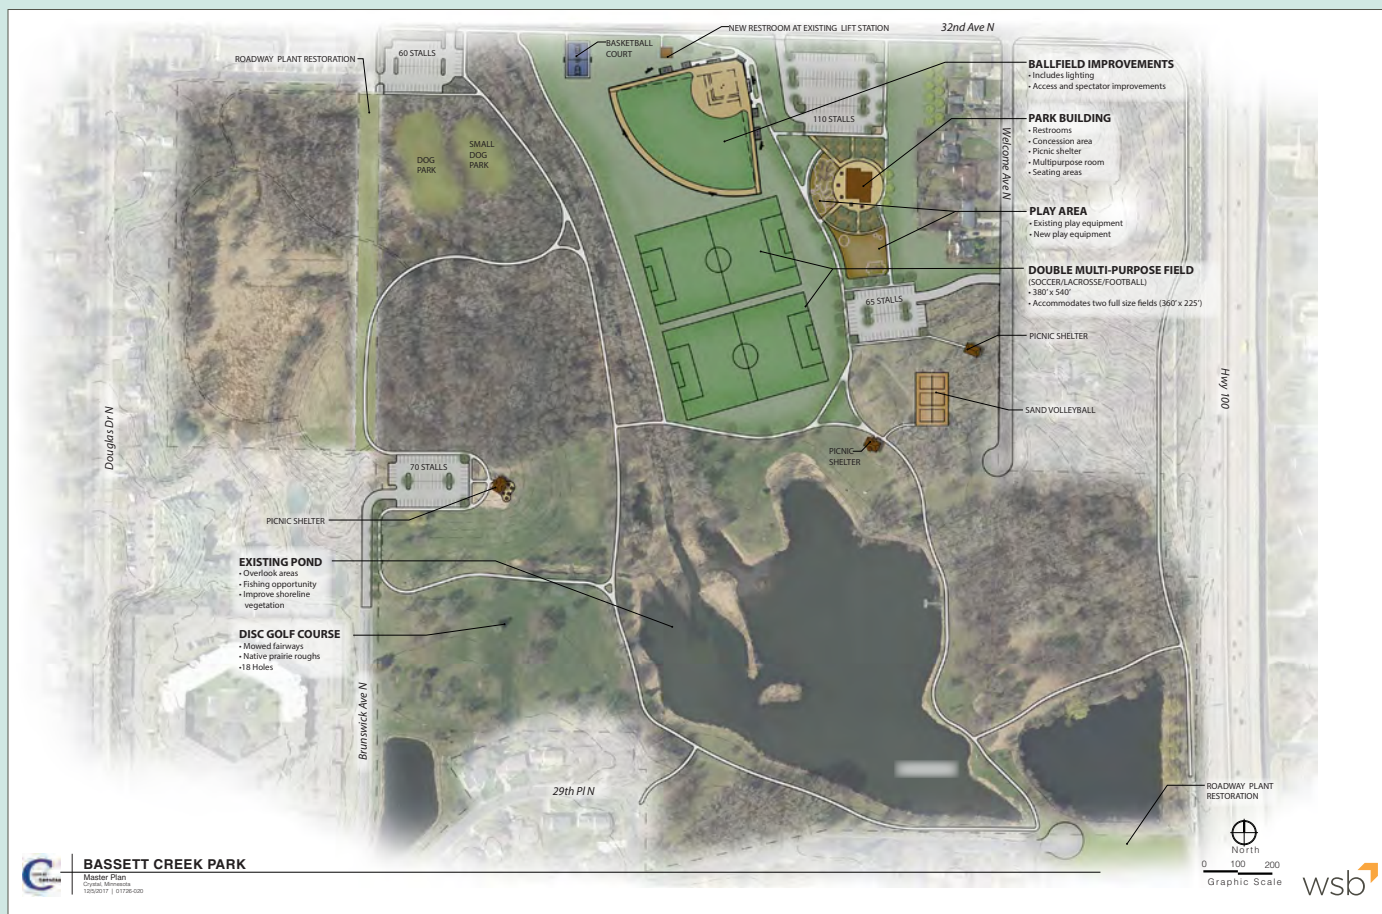 32nd Ave N
NEW RESTROOM AT EXISTING LIFT STATION
BASKETBALL
COURT
60 STALLS
ROADWAY PLANT RESTORATION
BALLFIELD IMPROVEMENTS
• Includes lighting
• Access and spectator improvements
110 STALLS
PARK BUILDING
• Restrooms
• Concession area
• Picnic shelter
• Multipurpose room
• Seating areas
Welcome Ave N
DOG
PARK
SMALL
DOG
PARK
PLAY AREA
• Existing play equipment
• New play equipment
DOUBLE MULTI-PURPOSE FIELD
(SOCCER/LACROSSE/FOOTBALL)
• 380' x 540'
• Accommodates two full size fields (360' x 225')
65 STALLS
PICNIC SHELTER
Hwy 100
SAND VOLLEYBALL
Douglas Dr N
PICNIC
SHELTER
70 STALLS
PICNIC SHELTER
EXISTING POND
• Overlook areas
• Fishing opportunity
• Improve shoreline
vegetation
DISC GOLF COURSE
• Mowed fairways
• Native prairie roughs
•18 Holes
Brunswick Ave N
29th Pl N
ROADWAY PLANT
RESTORATION
North
0 100 200
Graphic Scale
wsb
BASSETT CREEK PARK
Master Plan
Crystal, Minnesota
12/5/2017 | 01726-020